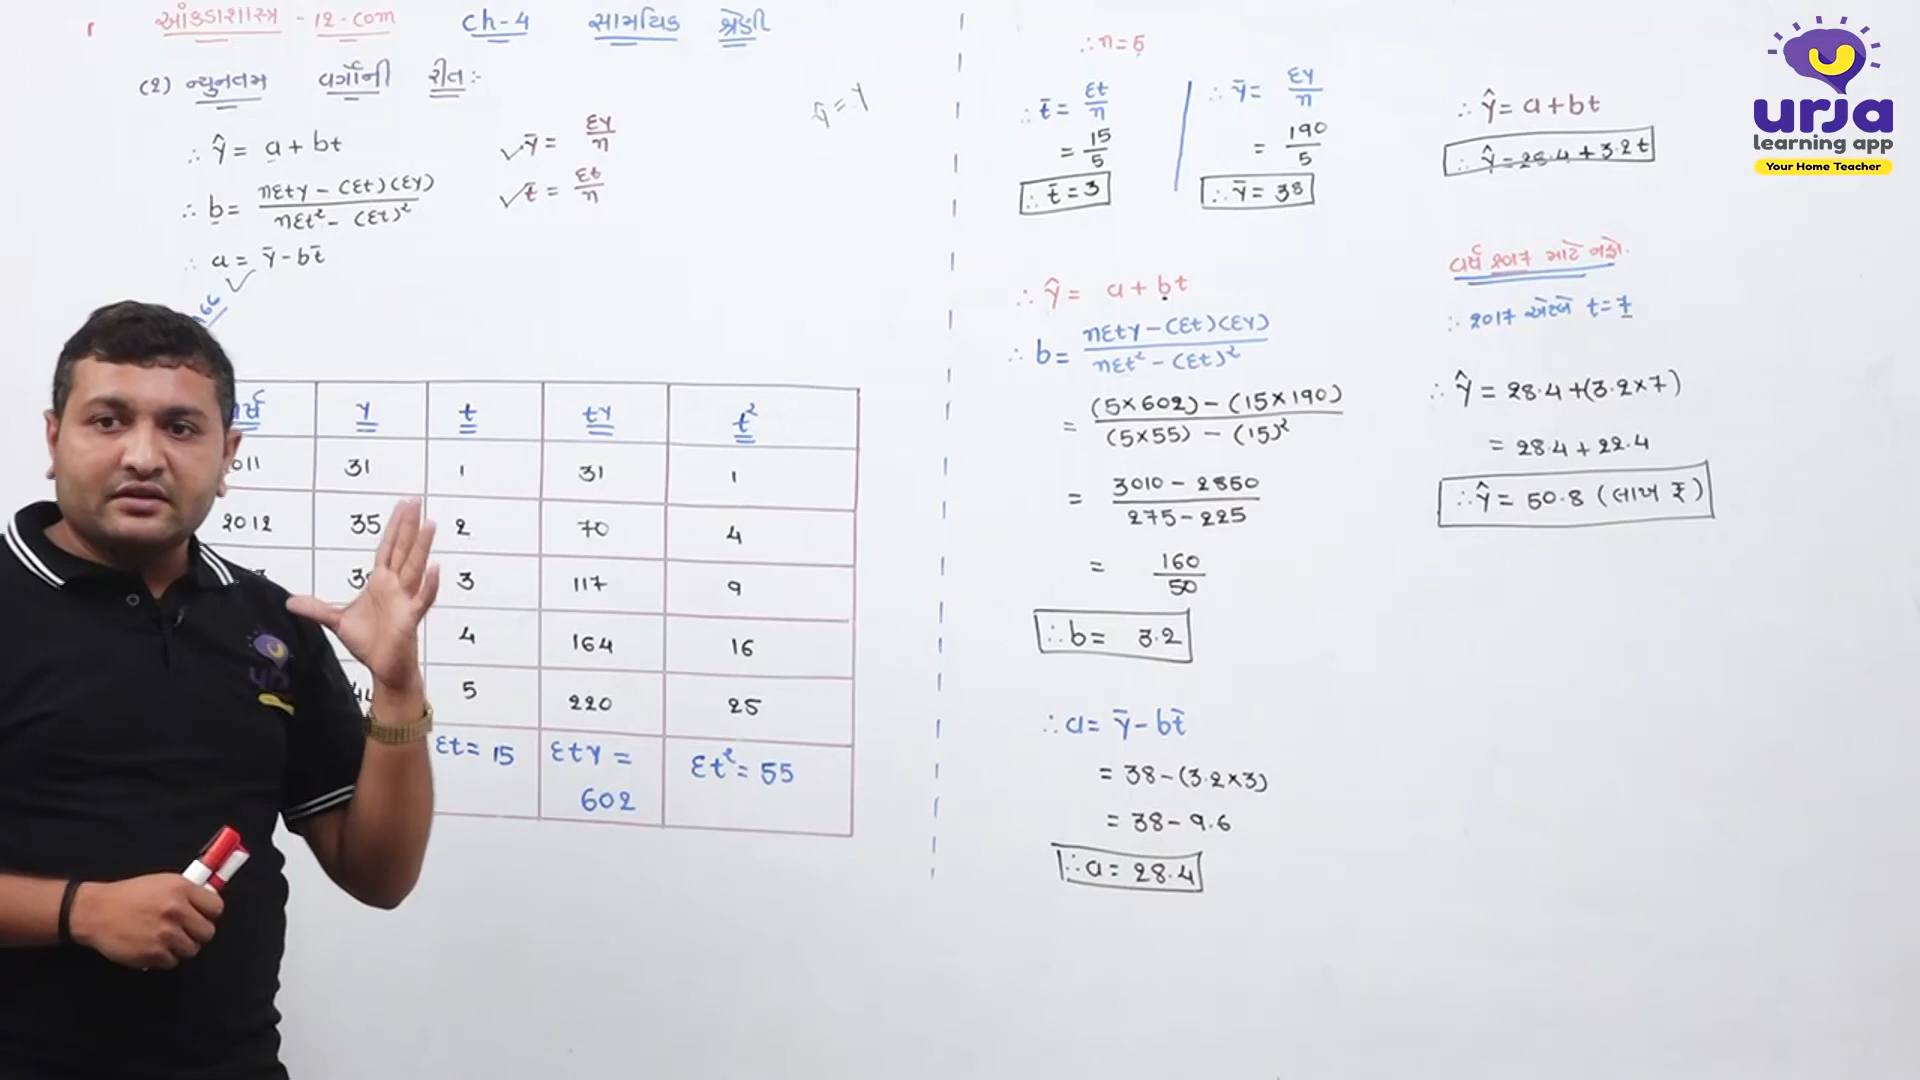 આંકડાશાસ્ત્ર - 12 - com Ch-4 સામયિક શ્રેણી
(2) ન્યુનતમ વર્ગોની રીત :-
∴ Ŷ = a + bt
∴ b = nΣty - (Σt)(Σy) / nΣt² - (Σt)²
∴ a = ȳ - bt̄
✓ ȳ = Σy / n
✓ t̄ = Σt / n
y t ty t²
011 31 1 31 1
2012 35 2 70 4
3 117 9
4 164 16
5 220 25
Σt = 15 Σty = 602 Σt² = 55
∴ n = 5
∴ t̄ = Σt / n
= 15 / 5
∴ t̄ = 3
∴ ȳ = Σy / n
= 190 / 5
∴ ȳ = 38
∴ Ŷ = a + bt
∴ b = nΣty - (Σt)(Σy) / nΣt² - (Σt)²
= (5×602) - (15×190) / (5×55) - (15)²
= 3010 - 2850 / 275 - 225
= 160 / 50
∴ b = 3.2
∴ a = ȳ - bt̄
= 38 - (3.2×3)
= 38 - 9.6
∴ a = 28.4
∴ Ŷ = a + bt
∴ Ŷ = 28.4 + 3.2t
વર્ષ 2017 માટે નફો.
∴ 2017 એટલે t = 7
∴ Ŷ = 28.4 + (3.2×7)
= 28.4 + 22.4
∴ Ŷ = 50.8 (લાખ ₹)
urja
learning app
Your Home Teacher